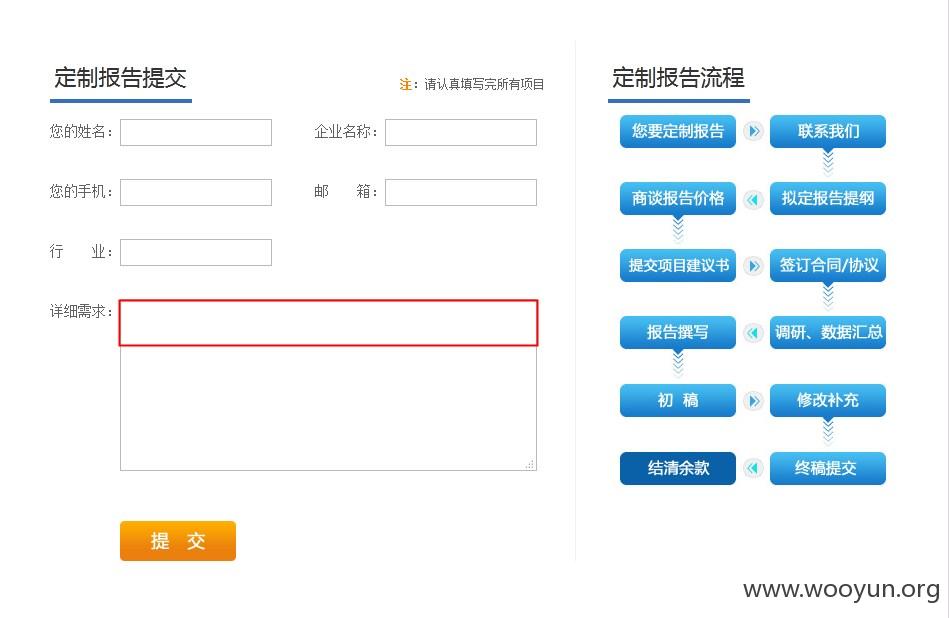 定制报告提交
注：请认真填写完所有项目
您的姓名：
企业名称：
您的手机：
邮 箱：
行 业：
详细需求：
提 交
定制报告流程
您要定制报告
联系我们
商谈报告价格
拟定报告提纲
提交项目建议书
签订合同/协议
报告撰写
调研、数据汇总
初 稿
修改补充
结清余款
终稿提交
www.wooyun.org